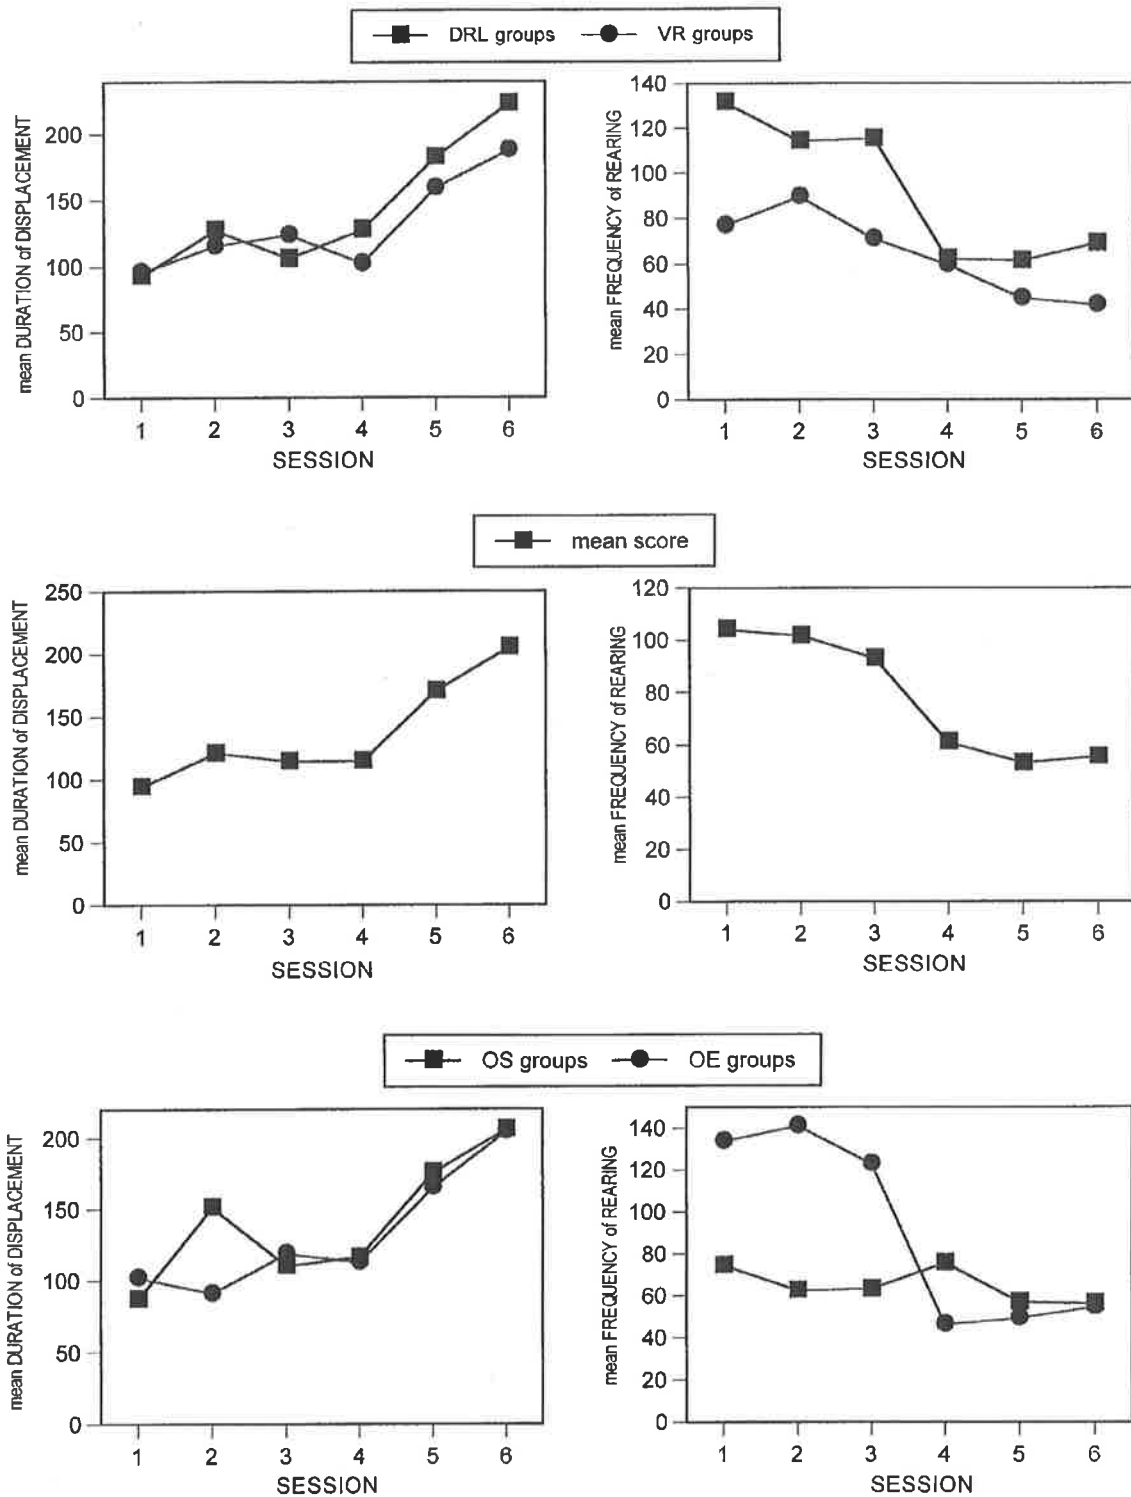 DRL groups VR groups
mean DURATION of DISPLACEMENT
200
150
100
50
0
1 2 3 4 5 6
SESSION
mean FREQUENCY of REARING
140
120
100
80
60
40
20
0
1 2 3 4 5 6
SESSION
mean score
mean DURATION of DISPLACEMENT
250
200
150
100
50
0
1 2 3 4 5 6
SESSION
mean FREQUENCY of REARING
120
100
80
60
40
20
0
1 2 3 4 5 6
SESSION
OS groups OE groups
mean DURATION of DISPLACEMENT
200
150
100
50
0
1 2 3 4 5 6
SESSION
mean FREQUENCY of REARING
140
120
100
80
60
40
20
0
1 2 3 4 5 6
SESSION